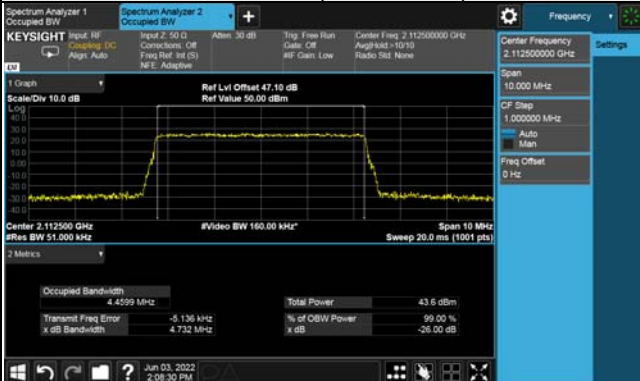 Spectrum Analyzer 1
Occupied BW
Spectrum Analyzer 2
Occupied BW
+
Frequency
KEYSIGHT
Input: RF
Coupling: DC
Align: Auto
Input Z: 50 Ω
Corrections: Off
Freq Ref: Int (S)
NFE: Adaptive
Atten: 30 dB
Trig: Free Run
Gate: Off
#IF Gain: Low
Center Freq: 2.112500000 GHz
Avg|Hold:>10/10
Radio Std: None
1 Graph
Scale/Div 10.0 dB
Ref Lvl Offset 47.10 dB
Ref Value 50.00 dBm
Log
40.0
30.0
20.0
10.0
0.00
-10.0
-20.0
-30.0
-40.0
Center 2.112500 GHz
#Res BW 51.000 kHz
#Video BW 160.00 kHz*
Span 10 MHz
Sweep 20.0 ms (1001 pts)
2 Metrics
Occupied Bandwidth
4.4599 MHz
Total Power 43.6 dBm
Transmit Freq Error -5.136 kHz
% of OBW Power 99.00 %
x dB Bandwidth 4.732 MHz
x dB -26.00 dB
Center Frequency
2.112500000 GHz
Settings
Span
10.000 MHz
CF Step
1.000000 MHz
Auto
Man
Freq Offset
0 Hz
?
Jun 03, 2022
2:08:30 PM